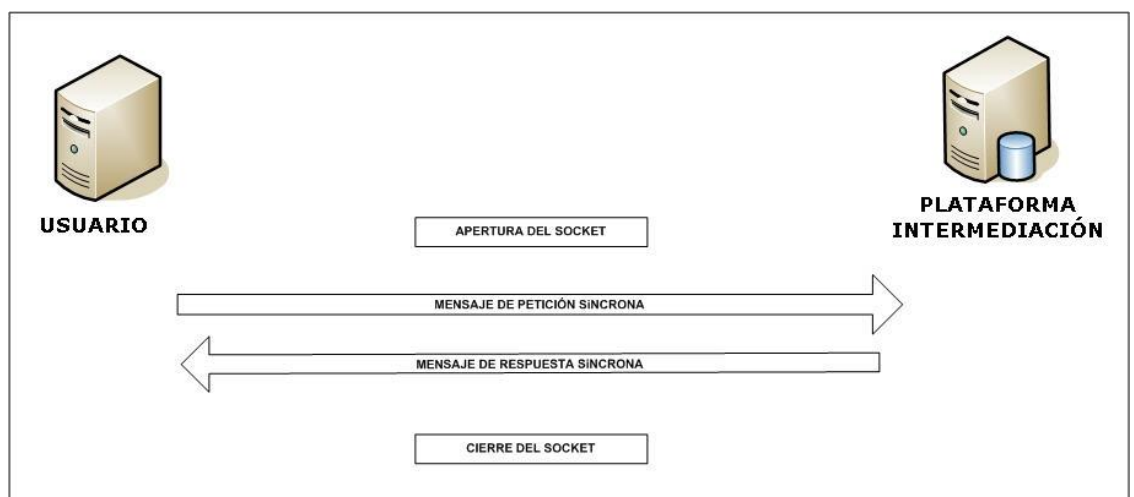 USUARIO
PLATAFORMA
INTERMEDIACIÓN
APERTURA DEL SOCKET
MENSAJE DE PETICIÓN SíNCRONA
MENSAJE DE RESPUESTA SíNCRONA
CIERRE DEL SOCKET